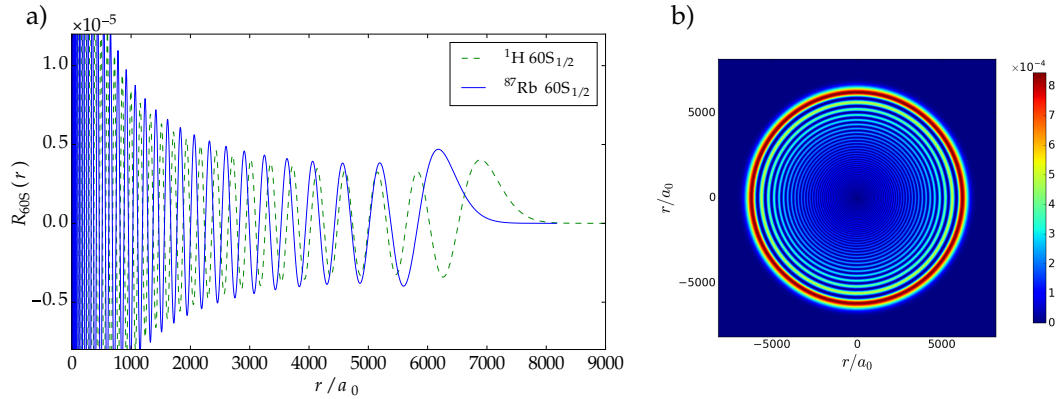 a)
×10⁻⁵
1.0
0.5
0.0
−0.5
R₆₀S(r)
¹H 60S₁/₂
⁸⁷Rb 60S₁/₂
0 1000 2000 3000 4000 5000 6000 7000 8000 9000
r/a₀
b)
5000
0
−5000
r/a₀
−5000 0 5000
r/a₀
×10⁻⁴
8
7
6
5
4
3
2
1
0